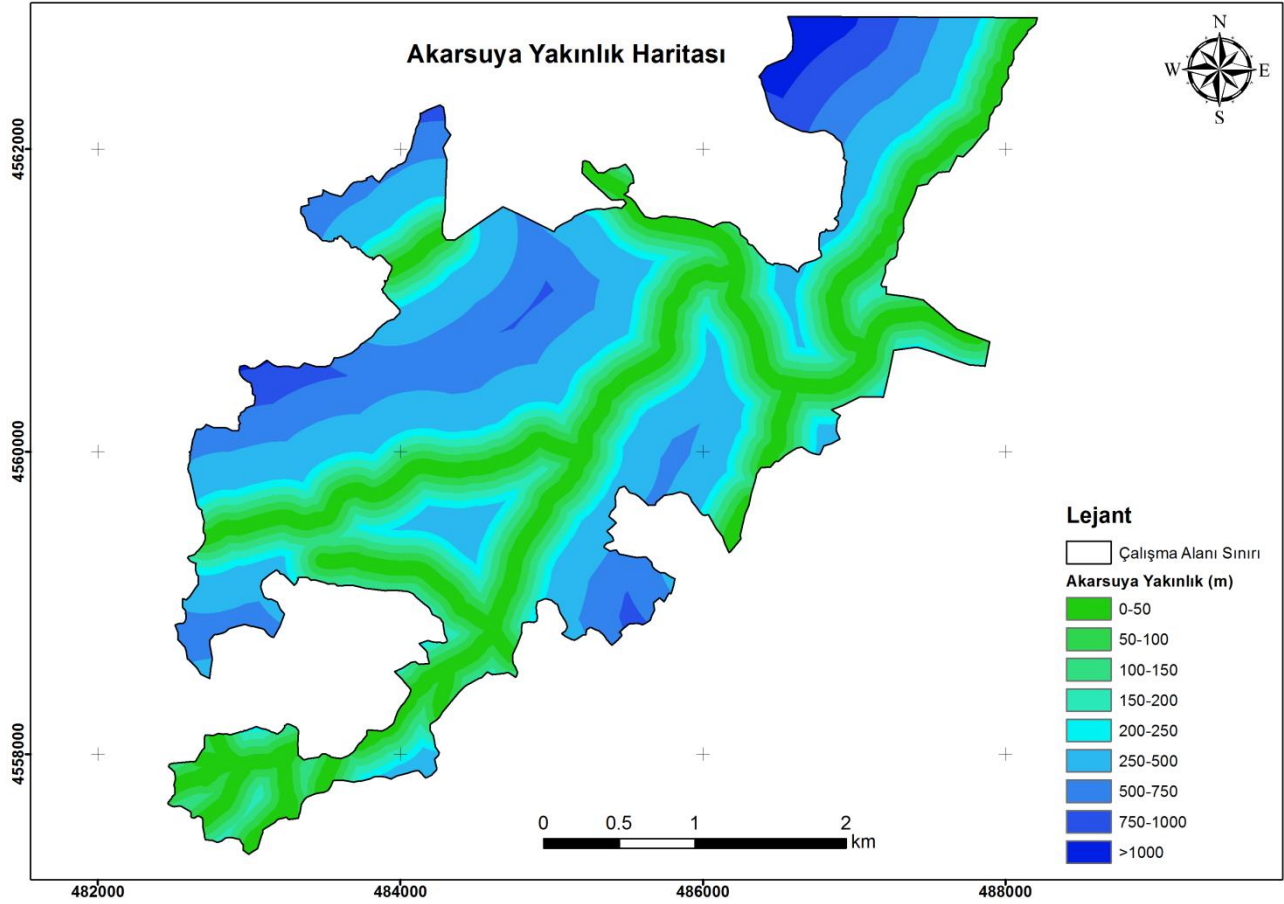 Akarsuya Yakınlık Haritası
N
W E
S
4562000
4560000
4558000
Lejant
Çalışma Alanı Sınırı
Akarsuya Yakınlık (m)
0-50
50-100
100-150
150-200
200-250
250-500
500-750
750-1000
>1000
0 0.5 1 2
km
482000 484000 486000 488000